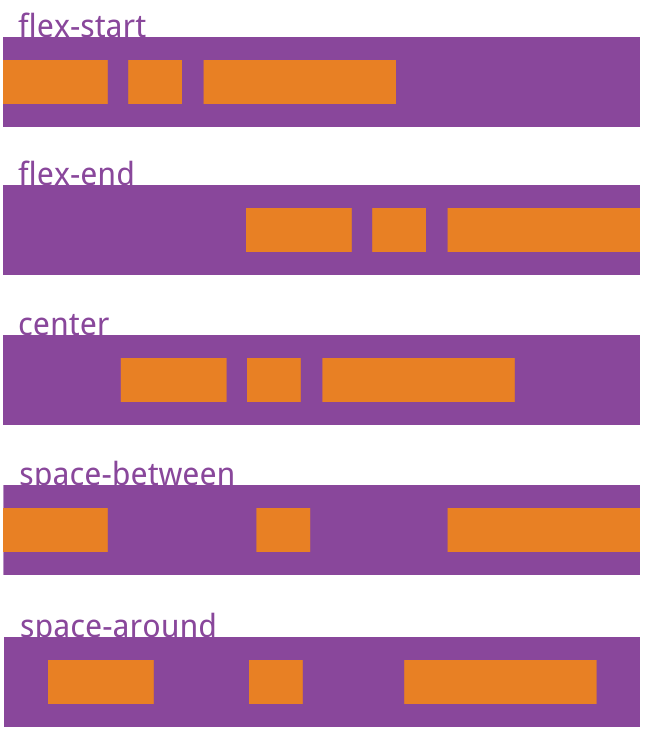 flex-start
flex-end
center
space-between
space-around